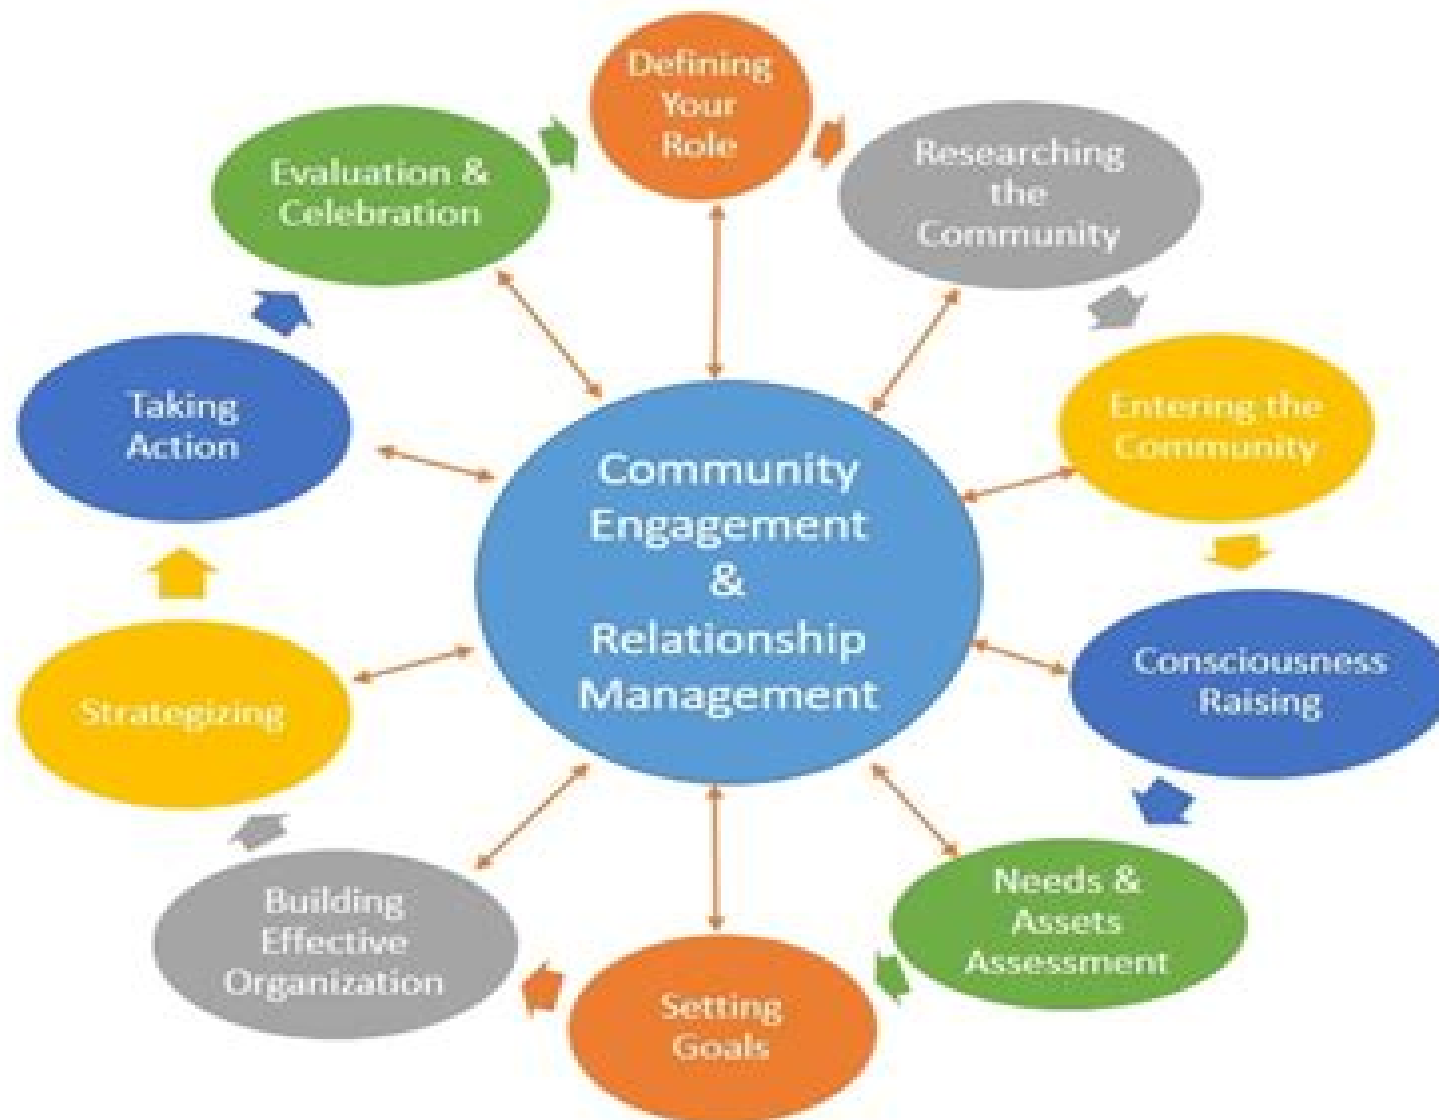 Defining
Your
Role
Researching
the
Community
Entering the
Community
Consciousness
Raising
Needs &
Assets
Assessment
Setting
Goals
Building
Effective
Organization
Strategizing
Taking
Action
Evaluation &
Celebration
Community
Engagement
&
Relationship
Management